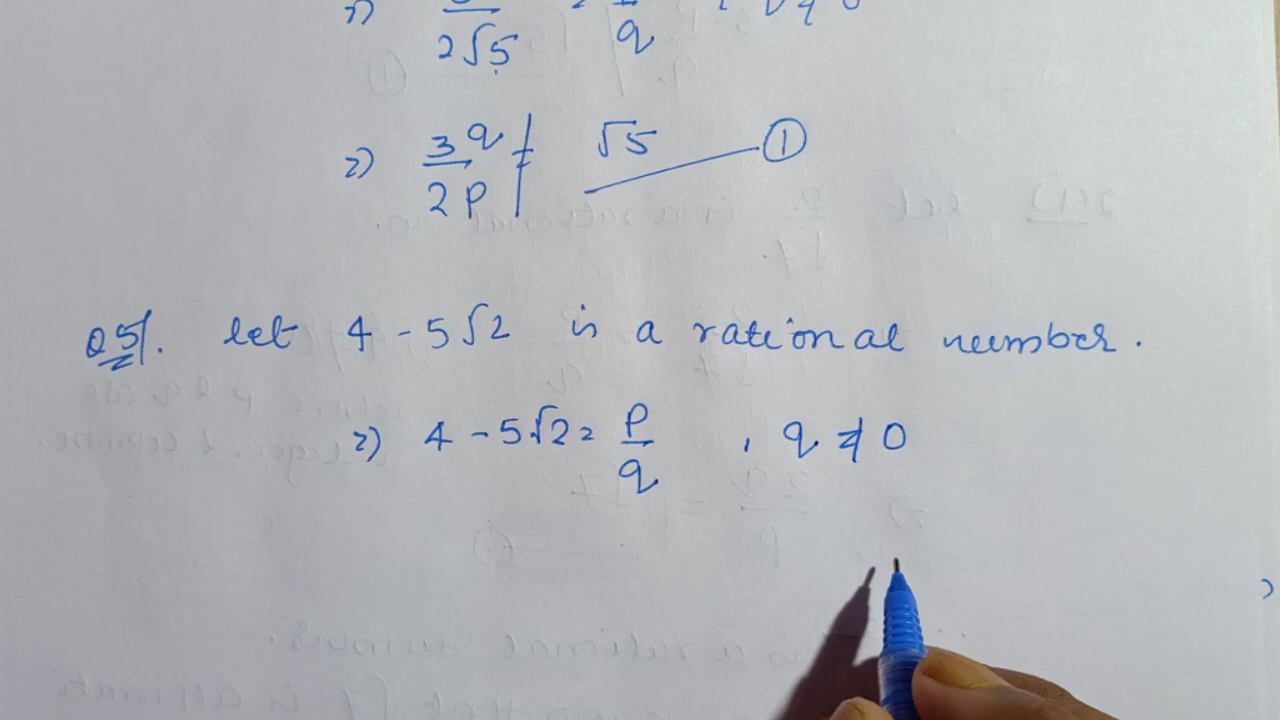 2√5 q
⇒ 3q/2p ≠ √5 ①
Q5/. let 4 - 5√2 is a rational number.
⇒ 4 - 5√2 = p/q , q ≠ 0